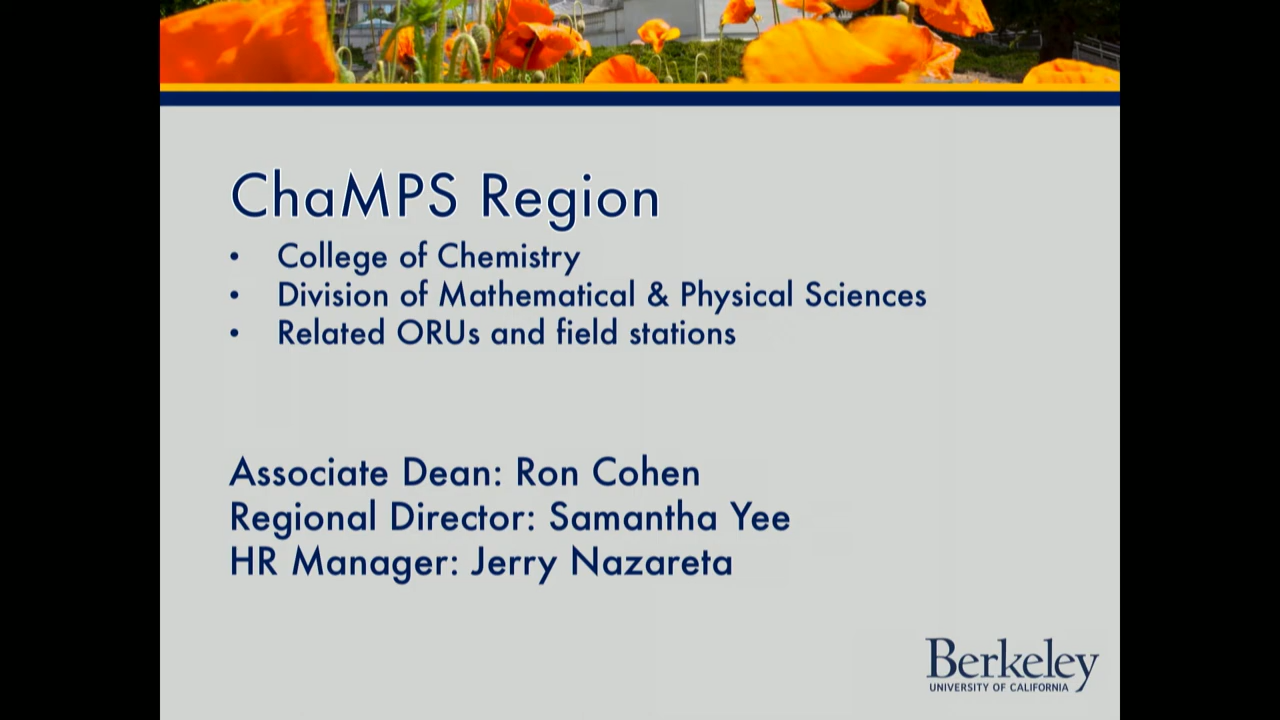 ChaMPS Region
• College of Chemistry
• Division of Mathematical & Physical Sciences
• Related ORUs and field stations
Associate Dean: Ron Cohen
Regional Director: Samantha Yee
HR Manager: Jerry Nazareta
Berkeley
UNIVERSITY OF CALIFORNIA